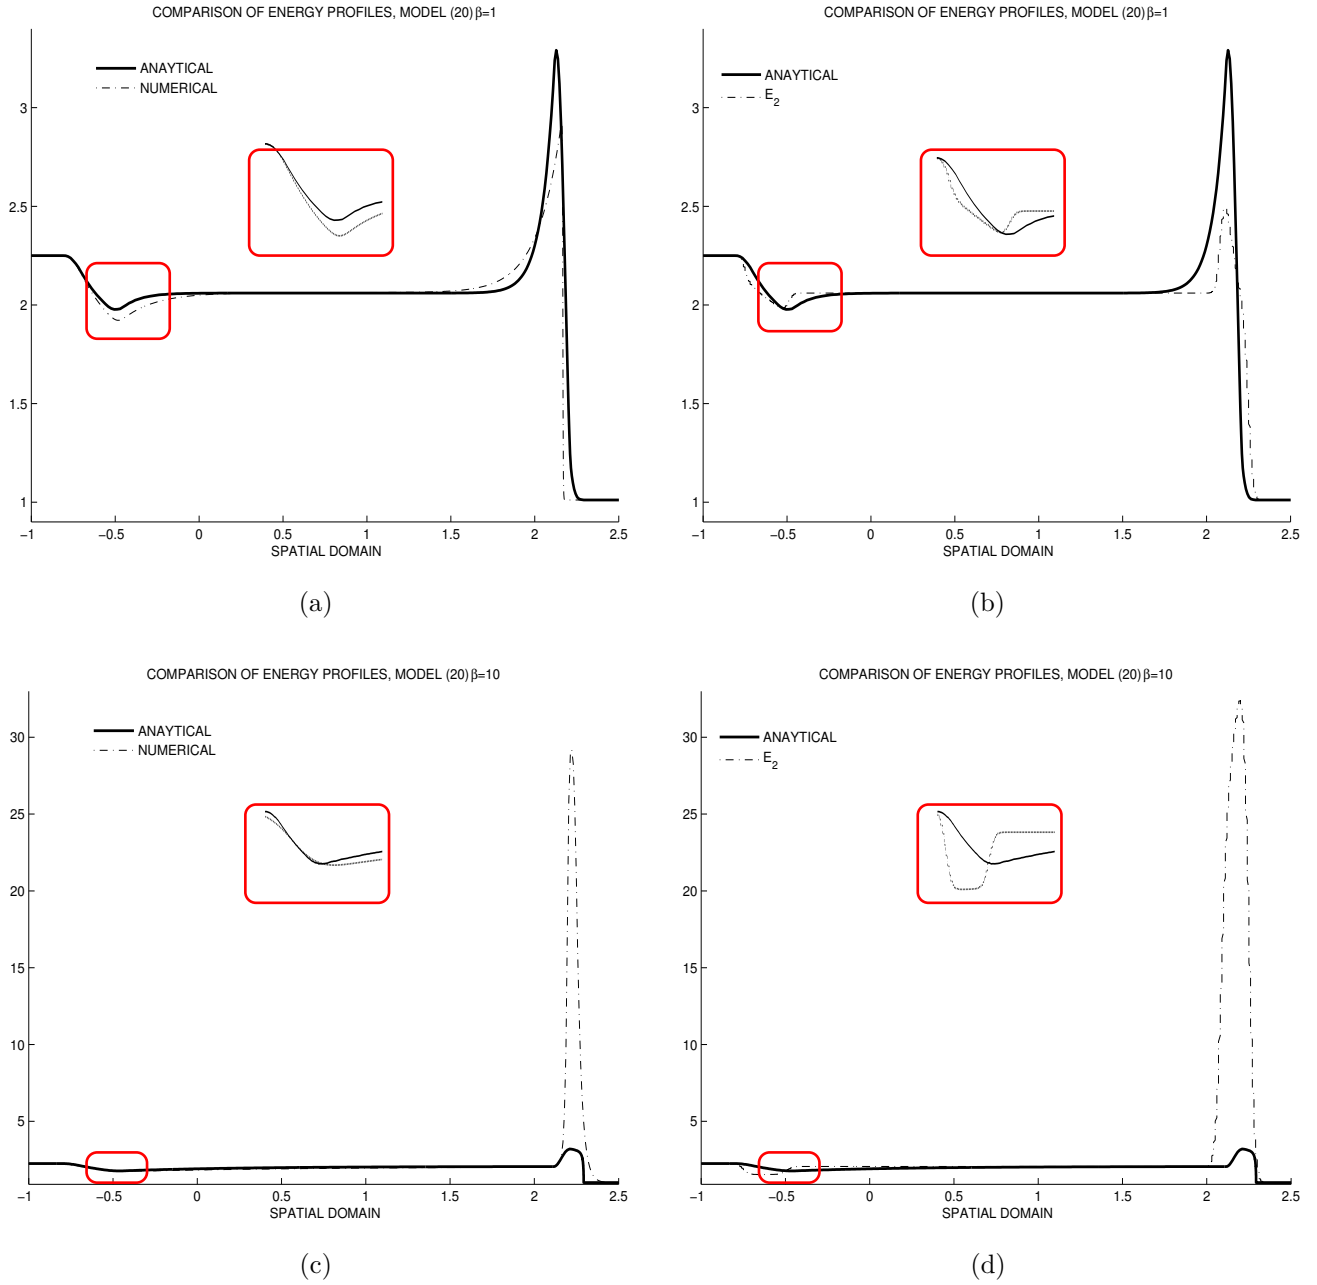 COMPARISON OF ENERGY PROFILES, MODEL (20)β=1
ANAYTICAL
NUMERICAL
3
2.5
2
1.5
1
−1 −0.5 0 0.5 1 1.5 2 2.5
SPATIAL DOMAIN
(a)
COMPARISON OF ENERGY PROFILES, MODEL (20)β=1
ANAYTICAL
E2
3
2.5
2
1.5
1
−1 −0.5 0 0.5 1 1.5 2 2.5
SPATIAL DOMAIN
(b)
COMPARISON OF ENERGY PROFILES, MODEL (20)β=10
ANAYTICAL
NUMERICAL
30
25
20
15
10
5
−1 −0.5 0 0.5 1 1.5 2 2.5
SPATIAL DOMAIN
(c)
COMPARISON OF ENERGY PROFILES, MODEL (20)β=10
ANAYTICAL
E2
30
25
20
15
10
5
−1 −0.5 0 0.5 1 1.5 2 2.5
SPATIAL DOMAIN
(d)